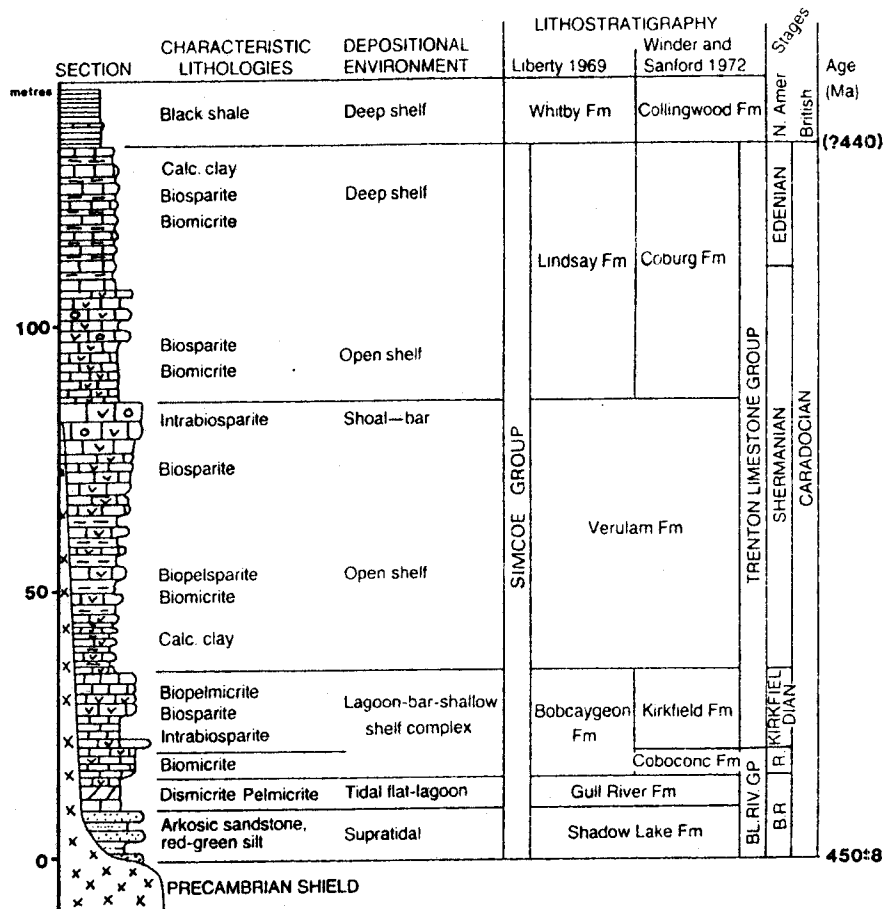 LITHOSTRATIGRAPHY
CHARACTERISTIC LITHOLOGIES
DEPOSITIONAL ENVIRONMENT
Winder and Sanford 1972
Stages
SECTION
Liberty 1969
Age
(Ma)
metres
N. Amer
British
Black shale
Deep shelf
Whitby Fm
Collingwood Fm
(?440)
Calc. clay
Biosparite
Deep shelf
Biomicrite
EDENIAN
Lindsay Fm
Coburg Fm
100
Biosparite
Open shelf
Biomicrite
Intrabiosparite
Shoal—bar
Biosparite
SIMCOE GROUP
Verulam Fm
TRENTON LIMESTONE GROUP
SHERMANIAN
CARADOCIAN
50
Biopelsparite
Open shelf
Biomicrite
Calc. clay
Biopelmicrite
Lagoon-bar-shallow
Biosparite
shelf complex
Intrabiosparite
Bobcaygeon Fm
Kirkfield Fm
KIRKFIEL
DIAN
Biomicrite
Coboconc Fm
R.
Dismicrite Pelmicrite
Tidal flat-lagoon
Gull River Fm
BL RIV. GP
B R
Arkosic sandstone,
red-green silt
Supratidal
Shadow Lake Fm
0
450±8
PRECAMBRIAN SHIELD